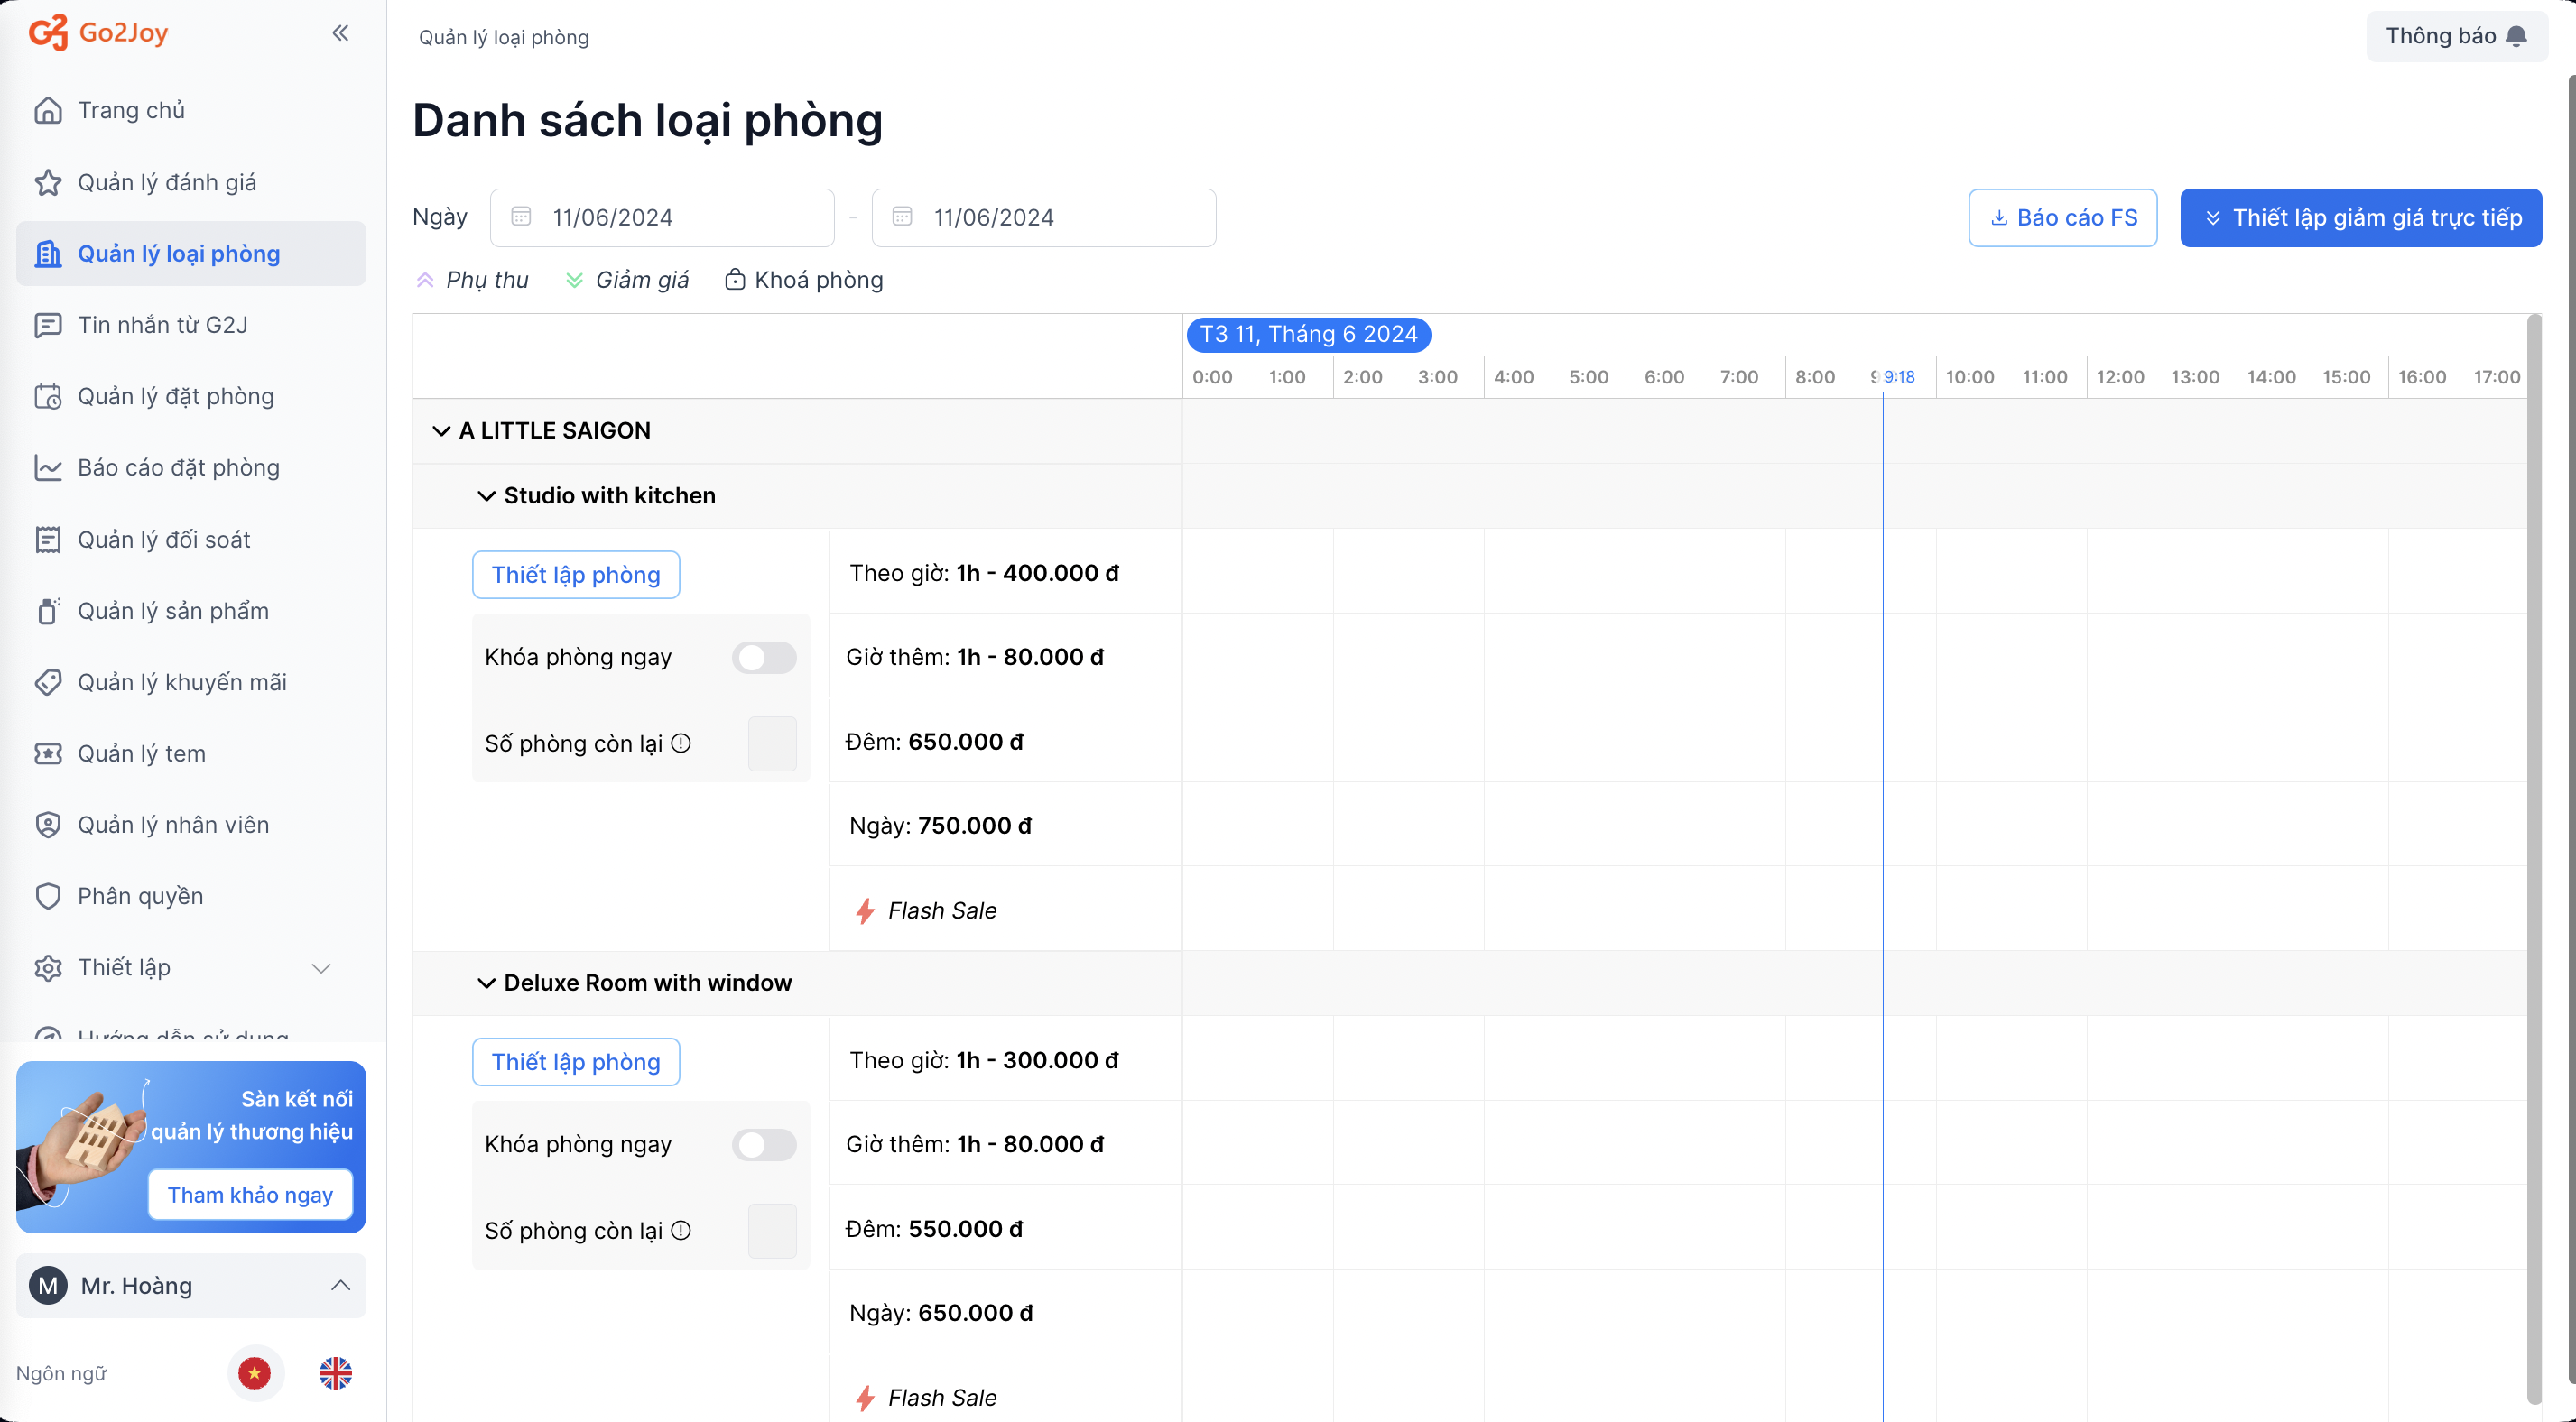 Go2Joy
Quản lý loại phòng
Thông báo
Trang chủ
Quản lý đánh giá
Quản lý loại phòng
Tin nhắn từ G2J
Quản lý đặt phòng
Báo cáo đặt phòng
Quản lý đối soát
Quản lý sản phẩm
Quản lý khuyến mãi
Quản lý tem
Quản lý nhân viên
Phân quyền
Thiết lập
Hướng dẫn sử dụng
Sàn kết nối
quản lý thương hiệu
Tham khảo ngay
M Mr. Hoàng
Ngôn ngữ
Danh sách loại phòng
Ngày 11/06/2024 - 11/06/2024
Báo cáo FS
Thiết lập giảm giá trực tiếp
Phụ thu Giảm giá Khoá phòng
T3 11, Tháng 6 2024
0:00 1:00 2:00 3:00 4:00 5:00 6:00 7:00 8:00 9:18 10:00 11:00 12:00 13:00 14:00 15:00 16:00 17:00
A LITTLE SAIGON
Studio with kitchen
Thiết lập phòng
Khóa phòng ngay
Số phòng còn lại
Theo giờ: 1h - 400.000 đ
Giờ thêm: 1h - 80.000 đ
Đêm: 650.000 đ
Ngày: 750.000 đ
Flash Sale
Deluxe Room with window
Thiết lập phòng
Khóa phòng ngay
Số phòng còn lại
Theo giờ: 1h - 300.000 đ
Giờ thêm: 1h - 80.000 đ
Đêm: 550.000 đ
Ngày: 650.000 đ
Flash Sale